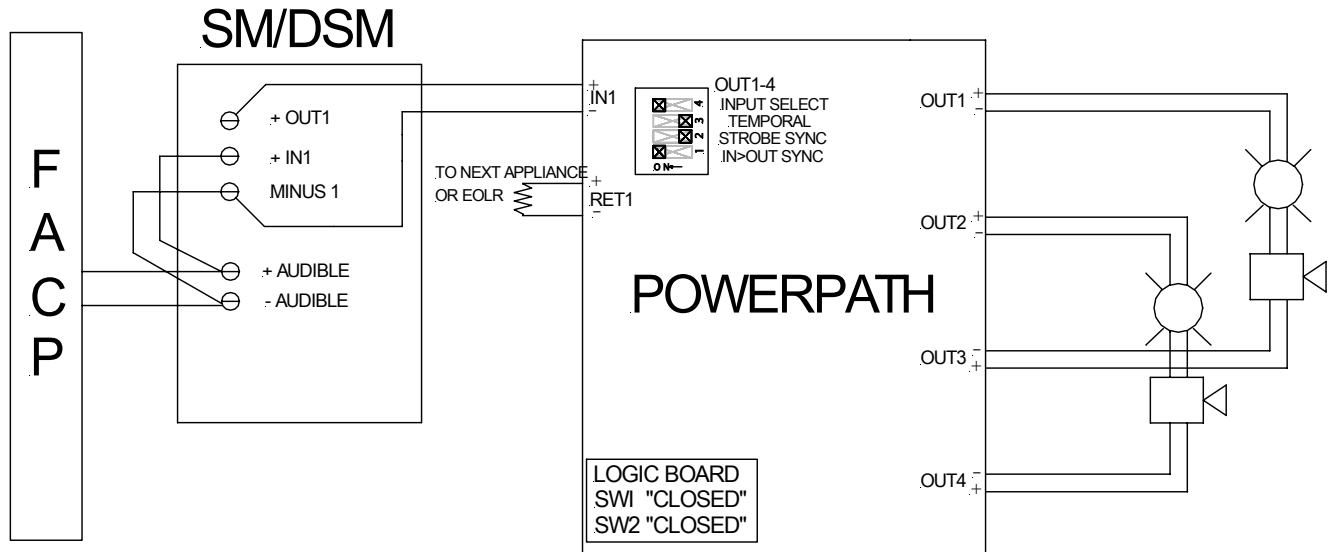 SM/DSM
F
A
C
P
+ OUT1
+ IN1
MINUS 1
+ AUDIBLE
- AUDIBLE
+
IN1
-
TO NEXT APPLIANCE
OR EOLR
+
RET1
-
OUT1-4
4 INPUT SELECT
3 TEMPORAL
2 STROBE SYNC
1 IN>OUT SYNC
ON←
POWERPATH
OUT1 +
-
OUT2 +
-
OUT3 -
+
OUT4 -
+
LOGIC BOARD
SWI "CLOSED"
SW2 "CLOSED"